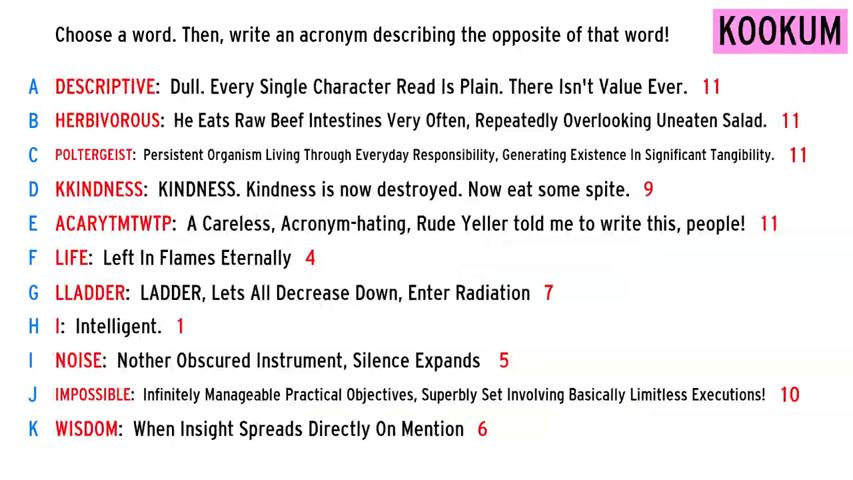 Choose a word. Then, write an acronym describing the opposite of that word! KOOKUM
A DESCRIPTIVE: Dull. Every Single Character Read Is Plain. There Isn't Value Ever. 11
B HERBIVOROUS: He Eats Raw Beef Intestines Very Often, Repeatedly Overlooking Uneaten Salad. 11
C POLTERGEIST: Persistent Organism Living Through Everyday Responsibility, Generating Existence In Significant Tangibility. 11
D KKINDNESS: KINDNESS. Kindness is now destroyed. Now eat some spite. 9
E ACARYTMTWTP: A Careless, Acronym-hating, Rude Yeller told me to write this, people! 11
F LIFE: Left In Flames Eternally 4
G LLADDER: LADDER, Lets All Decrease Down, Enter Radiation 7
H I: Intelligent. 1
I NOISE: Nother Obscured Instrument, Silence Expands 5
J IMPOSSIBLE: Infinitely Manageable Practical Objectives, Superbly Set Involving Basically Limitless Executions! 10
K WISDOM: When Insight Spreads Directly On Mention 6